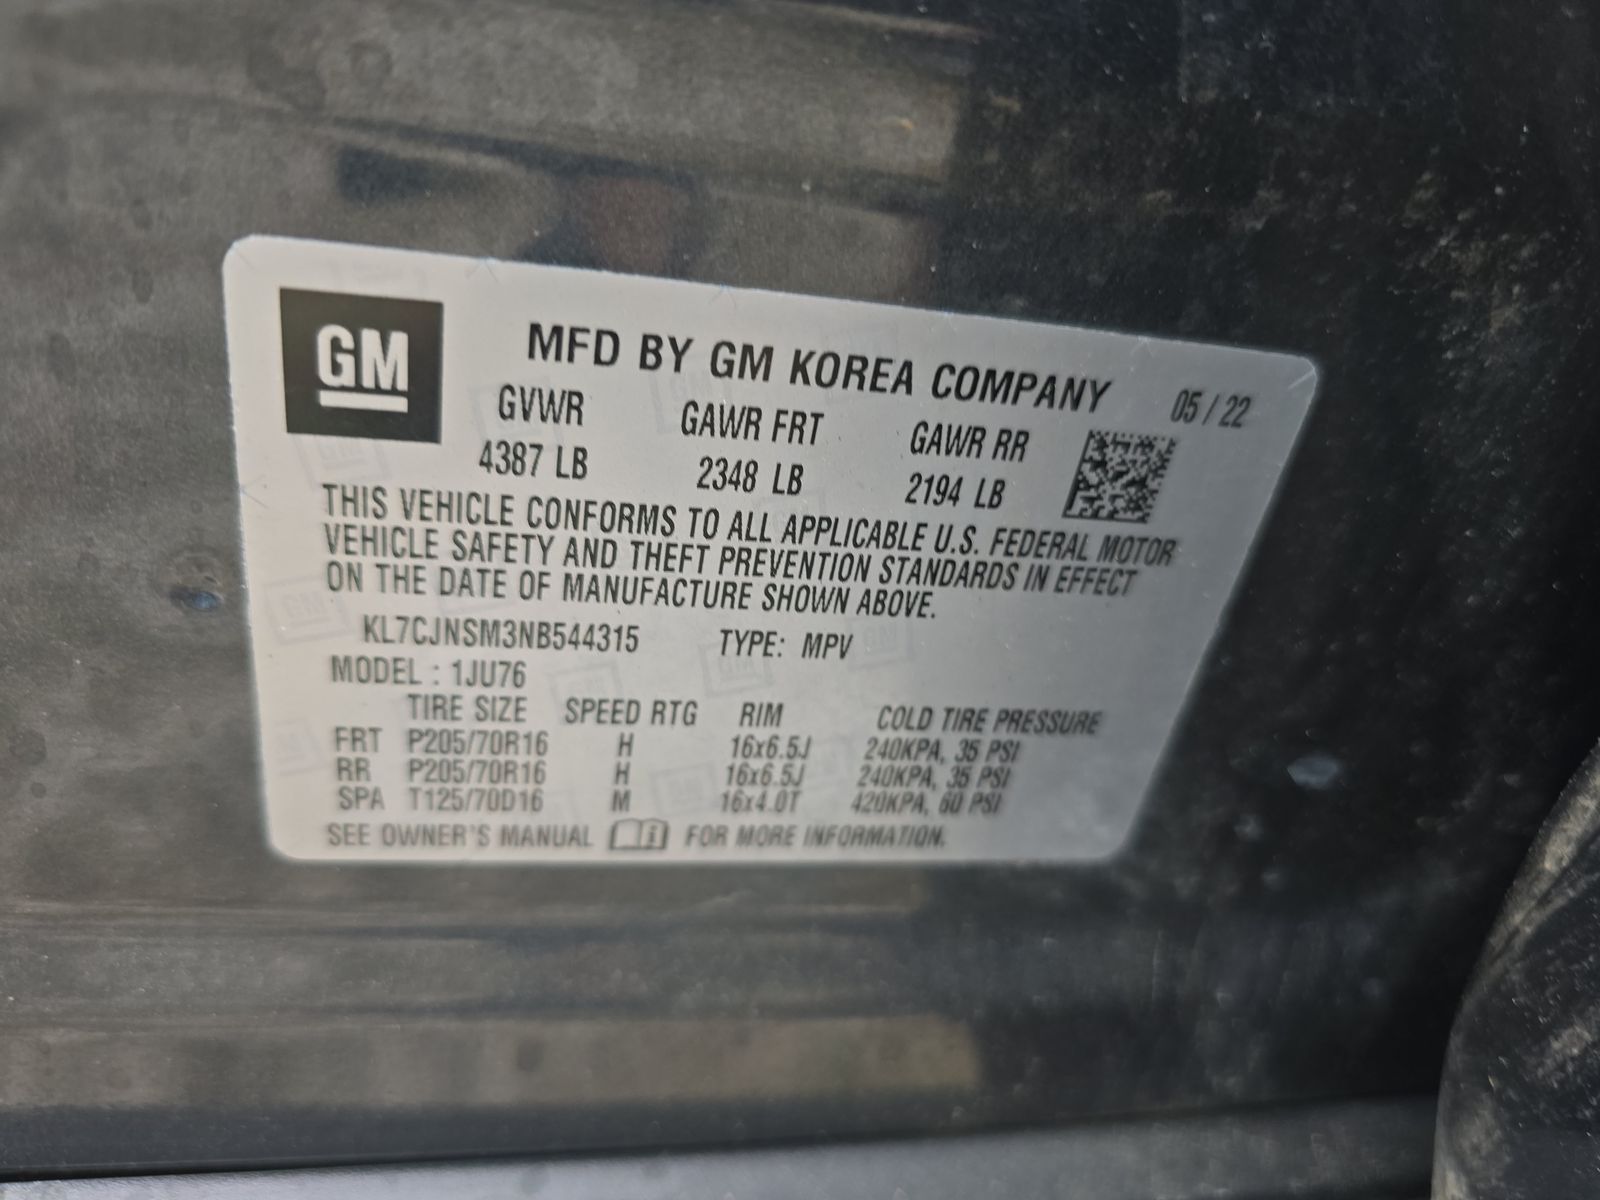 GM
MFD BY GM KOREA COMPANY 05 / 22
GVWR GAWR FRT GAWR RR
4387 LB 2348 LB 2194 LB
THIS VEHICLE CONFORMS TO ALL APPLICABLE U.S. FEDERAL MOTOR
VEHICLE SAFETY AND THEFT PREVENTION STANDARDS IN EFFECT
ON THE DATE OF MANUFACTURE SHOWN ABOVE.
KL7CJNSM3NB544315 TYPE: MPV
MODEL : 1JU76
TIRE SIZE SPEED RTG RIM COLD TIRE PRESSURE
FRT P205/70R16 H 16x6.5J 240KPA, 35 PSI
RR P205/70R16 H 16x6.5J 240KPA, 35 PSI
SPA T125/70D16 M 16x4.0T 420KPA, 60 PSI
SEE OWNER'S MANUAL FOR MORE INFORMATION.